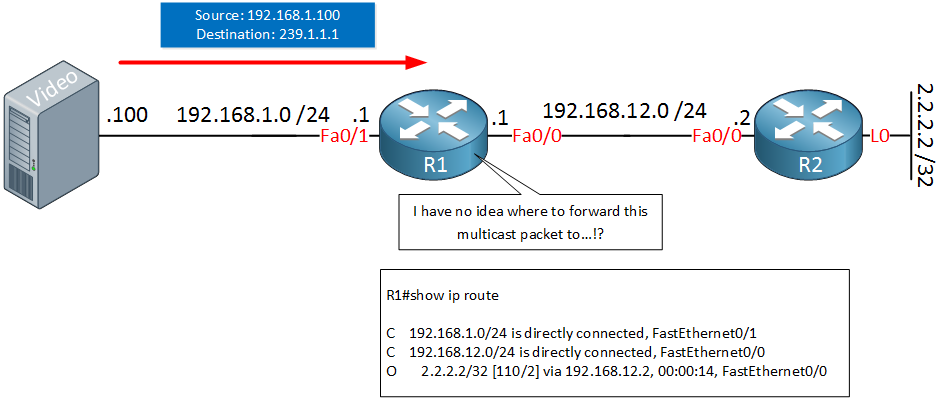 Source: 192.168.1.100
Destination: 239.1.1.1
Video
.100
192.168.1.0 /24
.1
Fa0/1
R1
.1
Fa0/0
192.168.12.0 /24
.2
Fa0/0
R2
L0
2.2.2.2 /32
I have no idea where to forward this
multicast packet to...!?
R1#show ip route
C 192.168.1.0/24 is directly connected, FastEthernet0/1
C 192.168.12.0/24 is directly connected, FastEthernet0/0
O 2.2.2.2/32 [110/2] via 192.168.12.2, 00:00:14, FastEthernet0/0